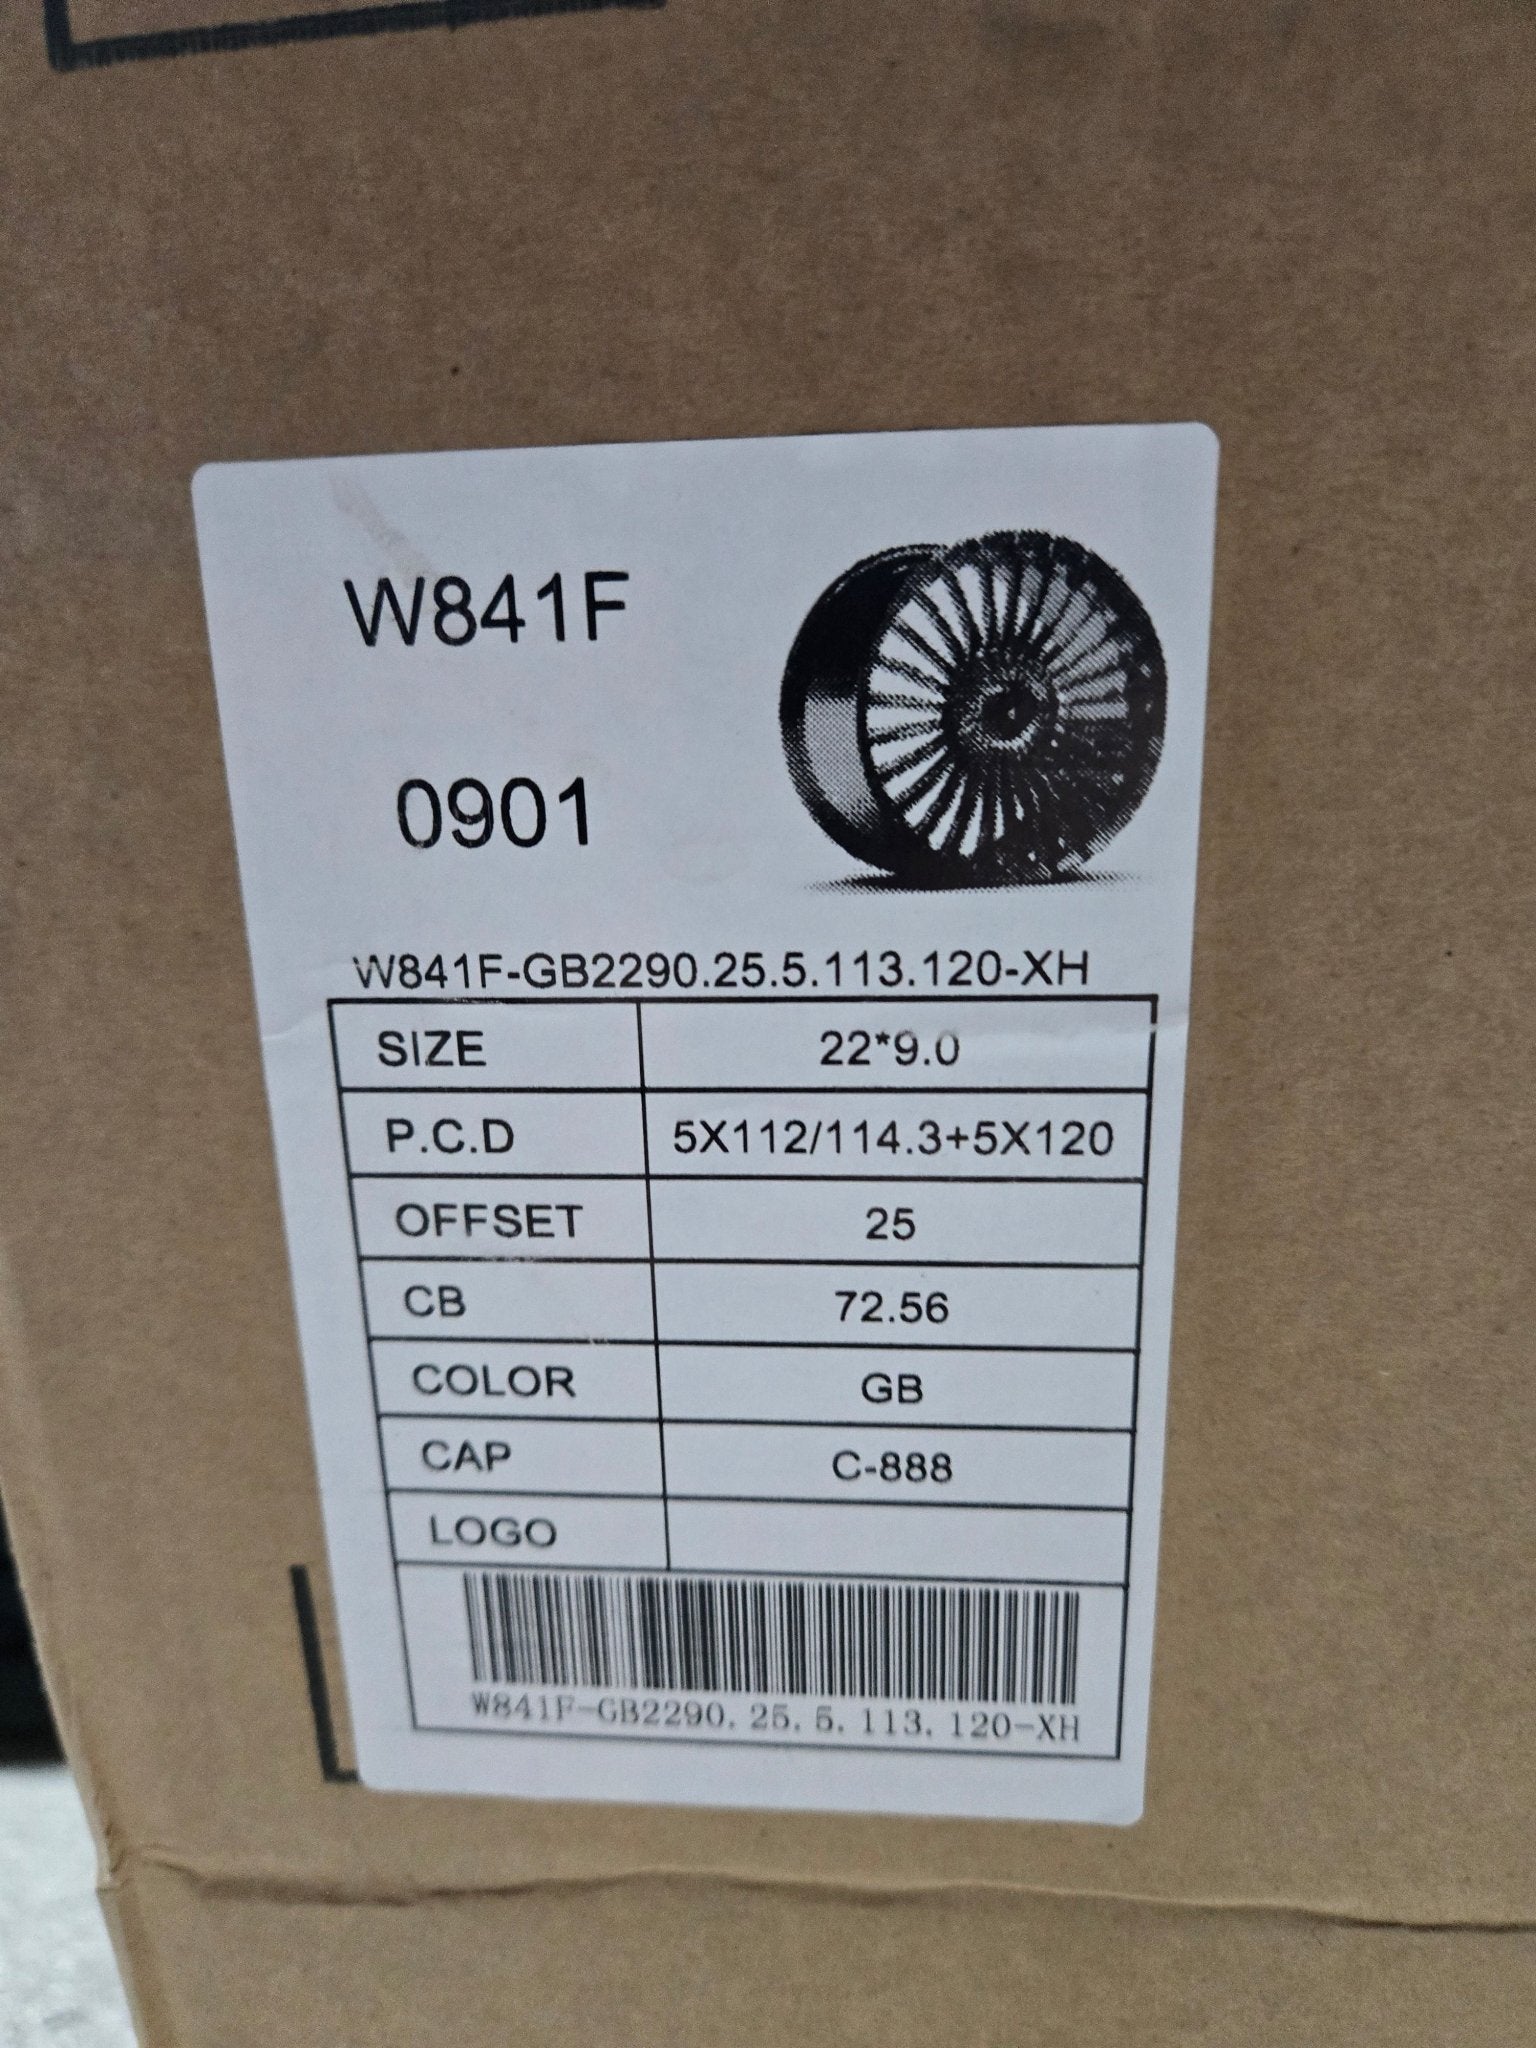 W841F
0901
W841F-GB2290.25.5.113.120-XH
SIZE 22*9.0
P.C.D 5X112/114.3+5X120
OFFSET 25
CB 72.56
COLOR GB
CAP C-888
LOGO
W841F-GB2290.25.5.113.120-XH